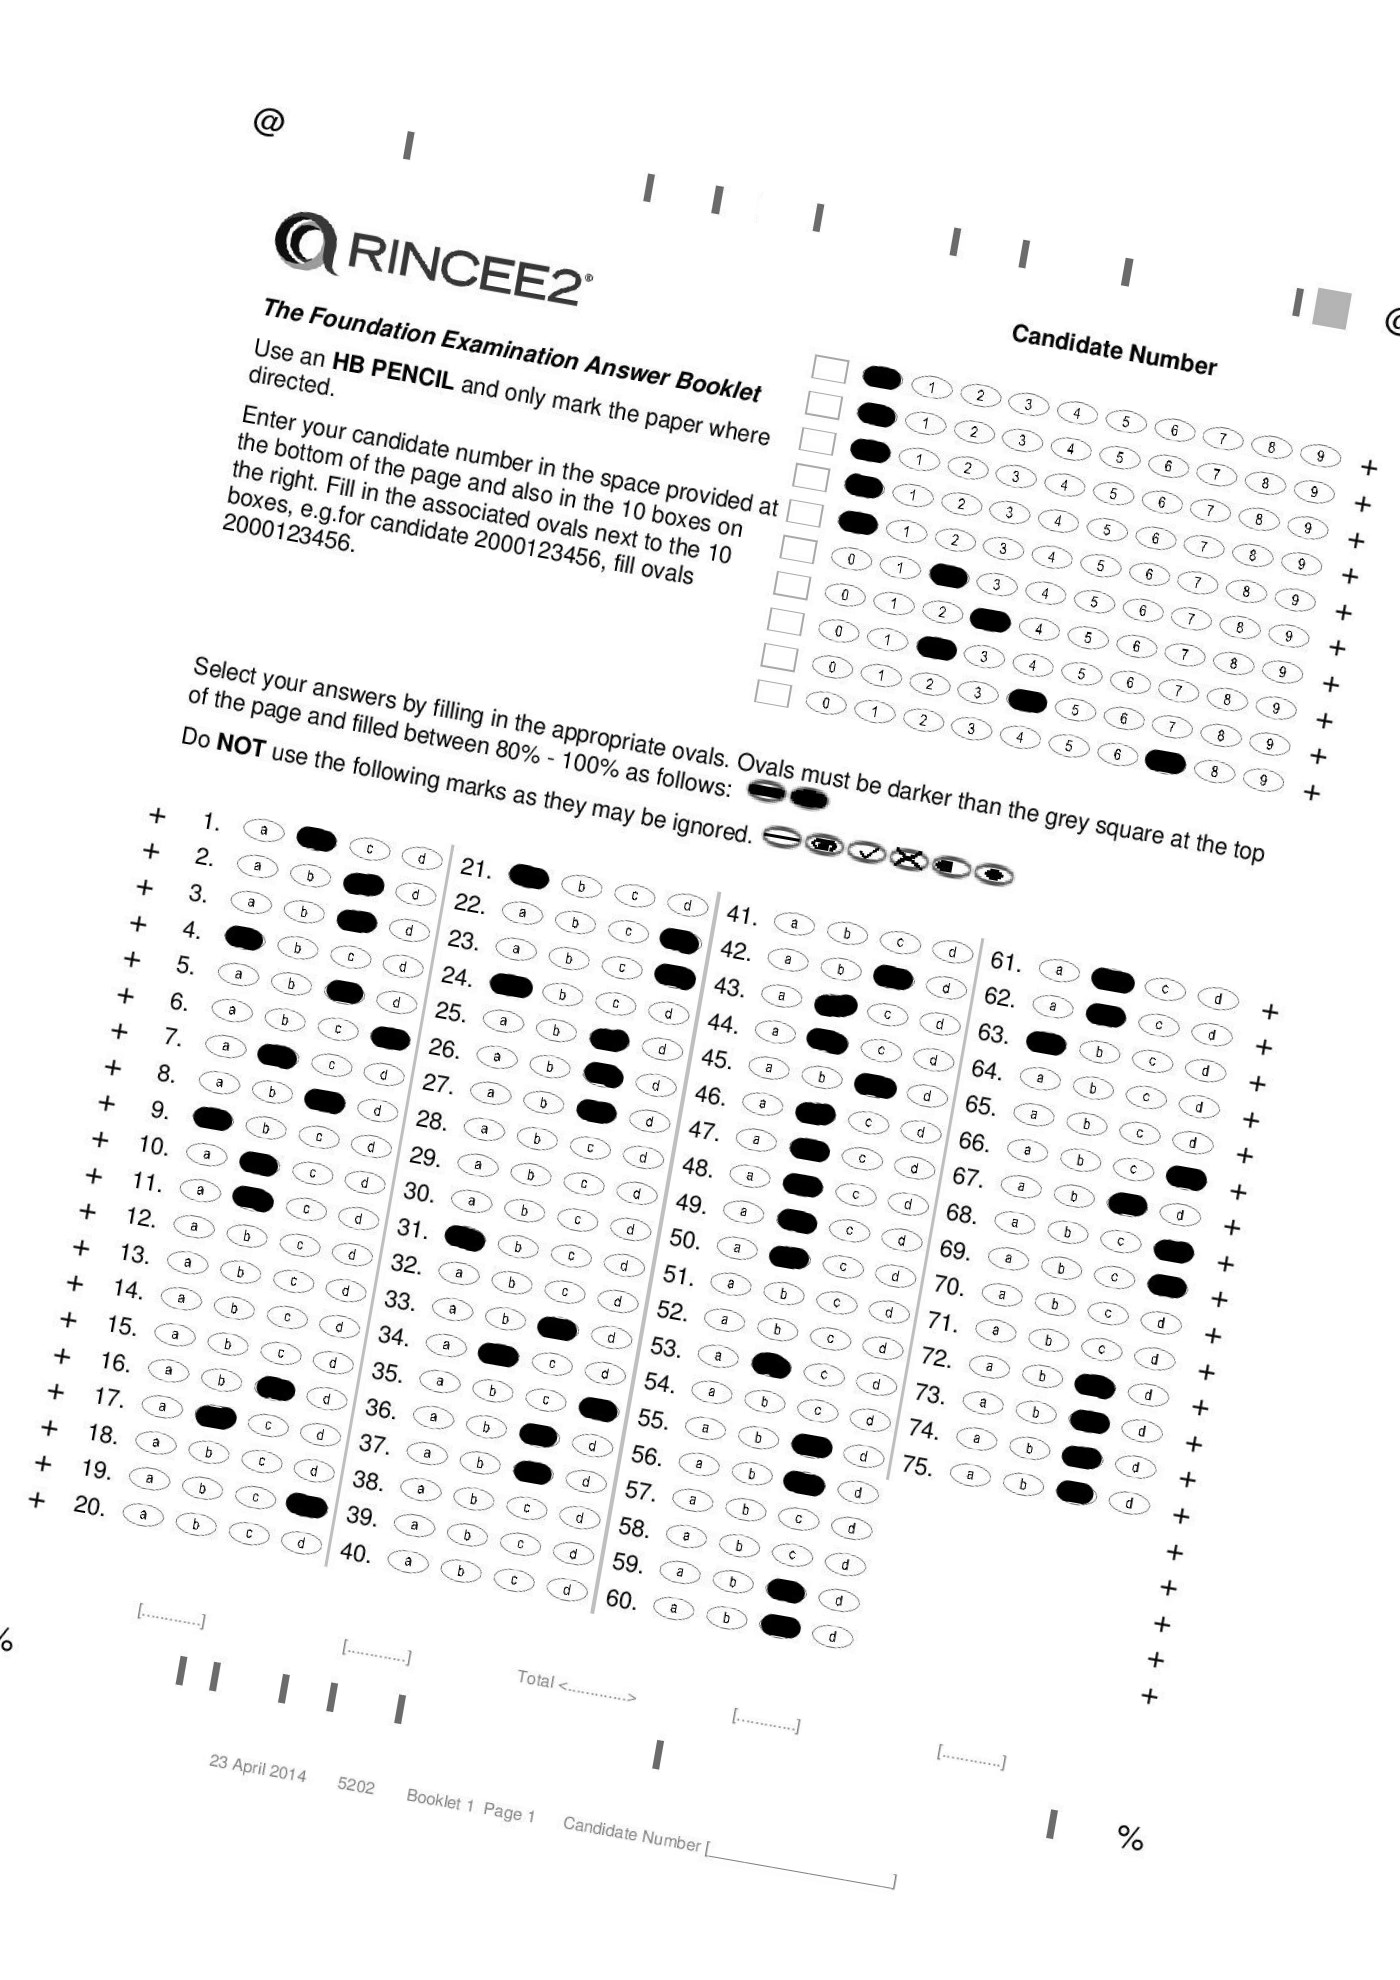 @
RINCEE2®
@
The Foundation Examination Answer Booklet
Use an HB PENCIL and only mark the paper where
directed.
Enter your candidate number in the space provided at
the bottom of the page and also in the 10 boxes on
the right. Fill in the associated ovals next to the 10
boxes, e.g.for candidate 2000123456, fill ovals
2000123456.
Candidate Number
1 2 3 4 5 6 7 8 9 +
1 2 3 4 5 6 7 8 9 +
1 2 3 4 5 6 7 8 9 +
1 2 3 4 5 6 7 8 9 +
1 2 3 4 5 6 7 8 9 +
0 1 3 4 5 6 7 8 9 +
0 1 2 4 5 6 7 8 9 +
0 1 3 4 5 6 7 8 9 +
0 1 2 3 5 6 7 8 9 +
0 1 2 3 4 5 6 8 9 +
Select your answers by filling in the appropriate ovals. Ovals must be darker than the grey square at the top
of the page and filled between 80% - 100% as follows:
Do NOT use the following marks as they may be ignored.
+ 1. a c d
+ 2. a b d
+ 3. a b d
+ 4. b c d
+ 5. a b d
+ 6. a b c
+ 7. a c d
+ 8. a b d
+ 9. b c d
+ 10. a c d
+ 11. a c d
+ 12. a b c d
+ 13. a b c d
+ 14. a b c d
+ 15. a b c d
+ 16. a b d
+ 17. a c d
+ 18. a b c d
+ 19. a b c
+ 20. a b c d
21. b c d
22. a b c
23. a b c
24. b c d
25. a b d
26. a b d
27. a b d
28. a b c d
29. a b c d
30. a b c d
31. b c d
32. a b c d
33. a b d
34. a c d
35. a b c
36. a b d
37. a b d
38. a b c d
39. a b c d
40. a b c d
41. a b c d
42. a b d
43. a c d
44. a c d
45. a b d
46. a c d
47. a c d
48. a c d
49. a c d
50. a c d
51. a b c d
52. a b c d
53. a c d
54. a b c d
55. a b d
56. a b d
57. a b c d
58. a b c d
59. a b d
60. a b d
61. a c d +
62. a c d +
63. b c d +
64. a b c d +
65. a b c d +
66. a b c +
67. a b d +
68. a b c +
69. a b c +
70. a b c d +
71. a b c d +
72. a b d +
73. a b d +
74. a b d +
75. a b d +
+
+
+
+
+
%
[............]
[............]
Total <............>
[............]
[............]
23 April 2014 5202 Booklet 1 Page 1 Candidate Number [ ]
%